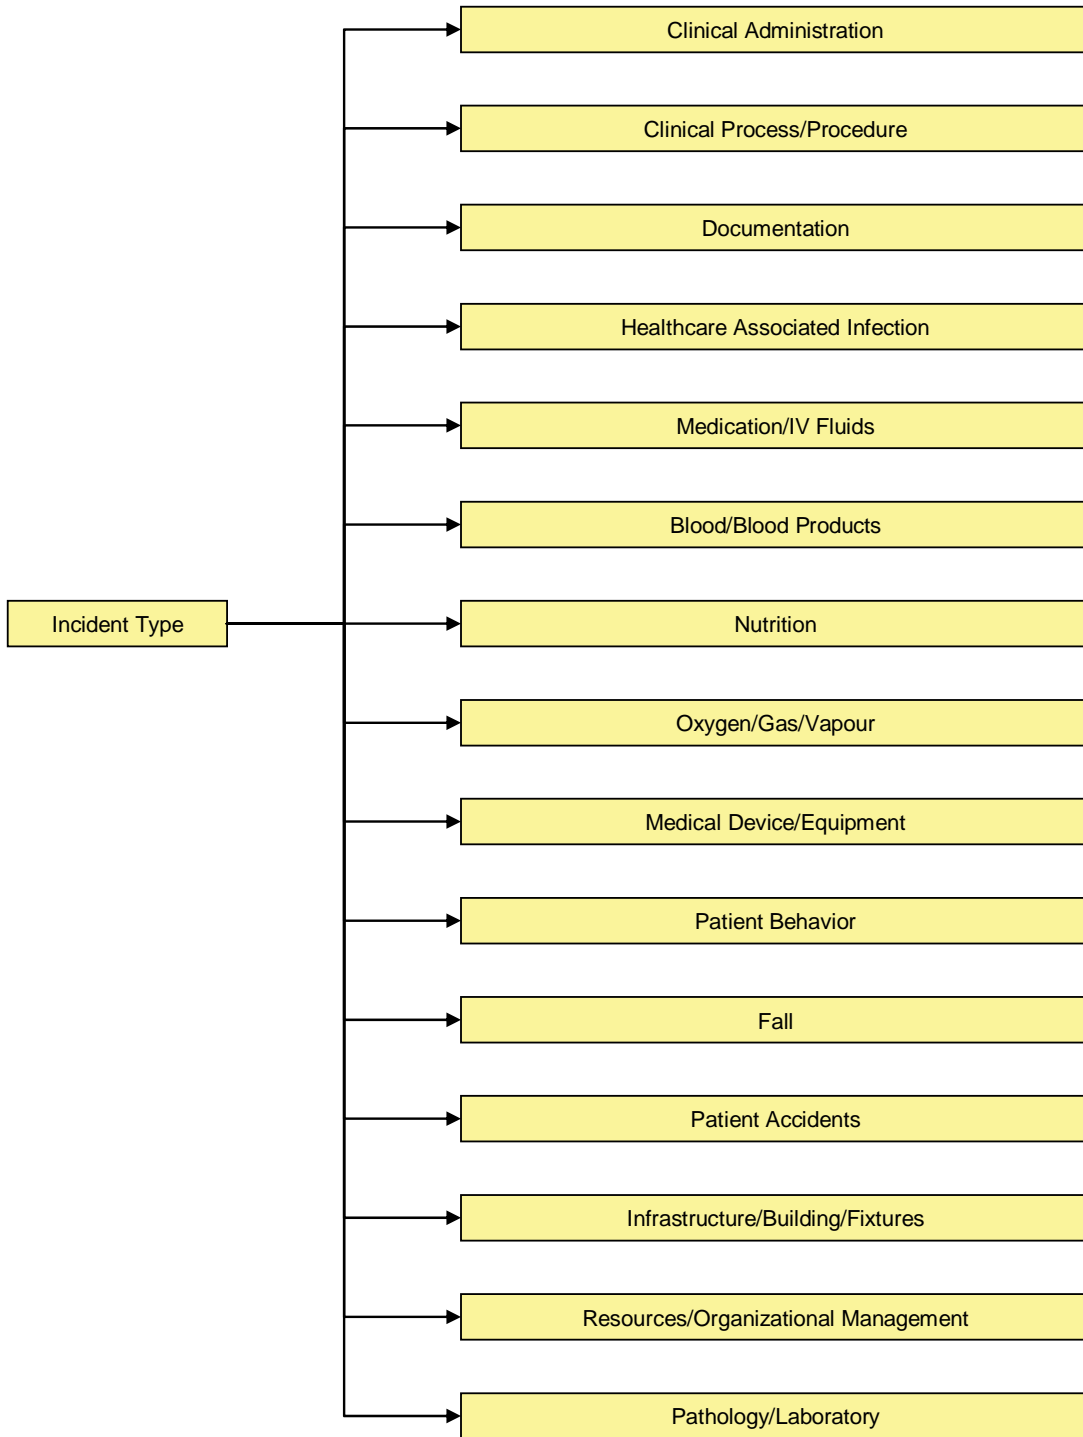 Clinical Administration
Clinical Process/Procedure
Documentation
Healthcare Associated Infection
Medication/IV Fluids
Blood/Blood Products
Incident Type
Nutrition
Oxygen/Gas/Vapour
Medical Device/Equipment
Patient Behavior
Fall
Patient Accidents
Infrastructure/Building/Fixtures
Resources/Organizational Management
Pathology/Laboratory